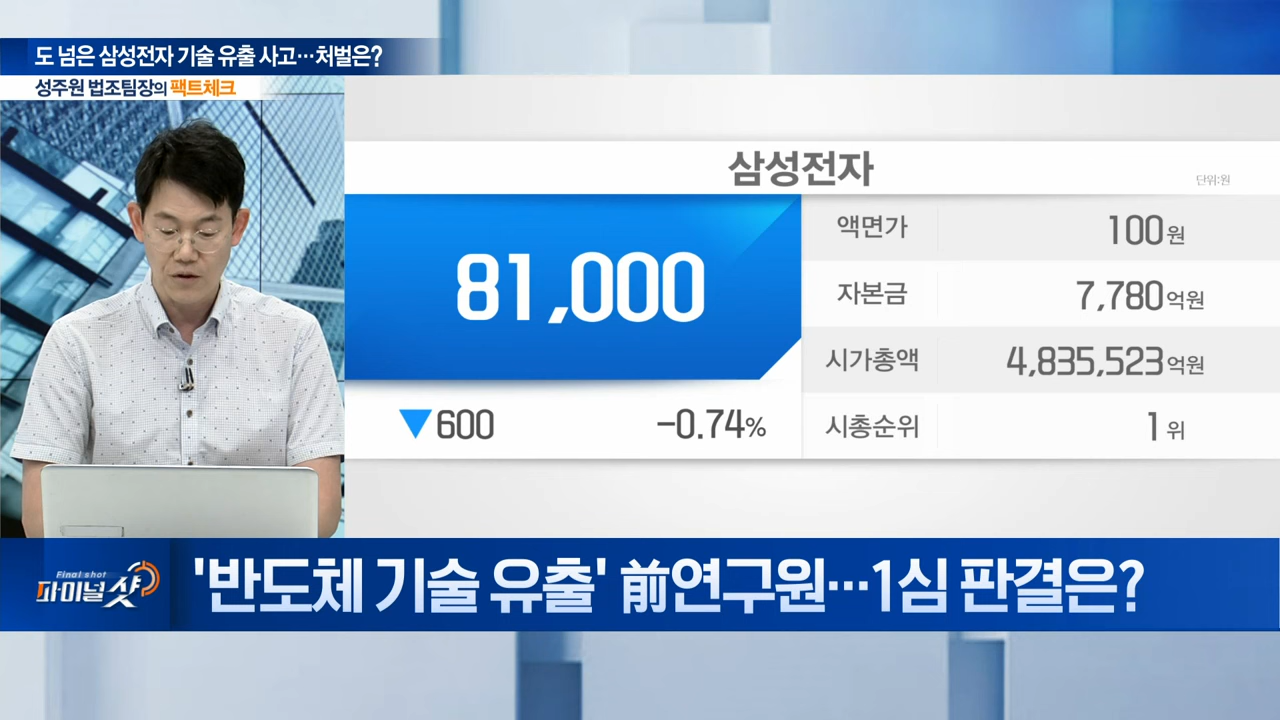 도 넘은 삼성전자 기술 유출 사고…처벌은?
성주원 법조팀장의 팩트체크
삼성전자
단위:원
81,000
▼600 -0.74%
액면가 100원
자본금 7,780억원
시가총액 4,835,523억원
시총순위 1위
Final shot
파이널샷
'반도체 기술 유출' 前연구원…1심 판결은?